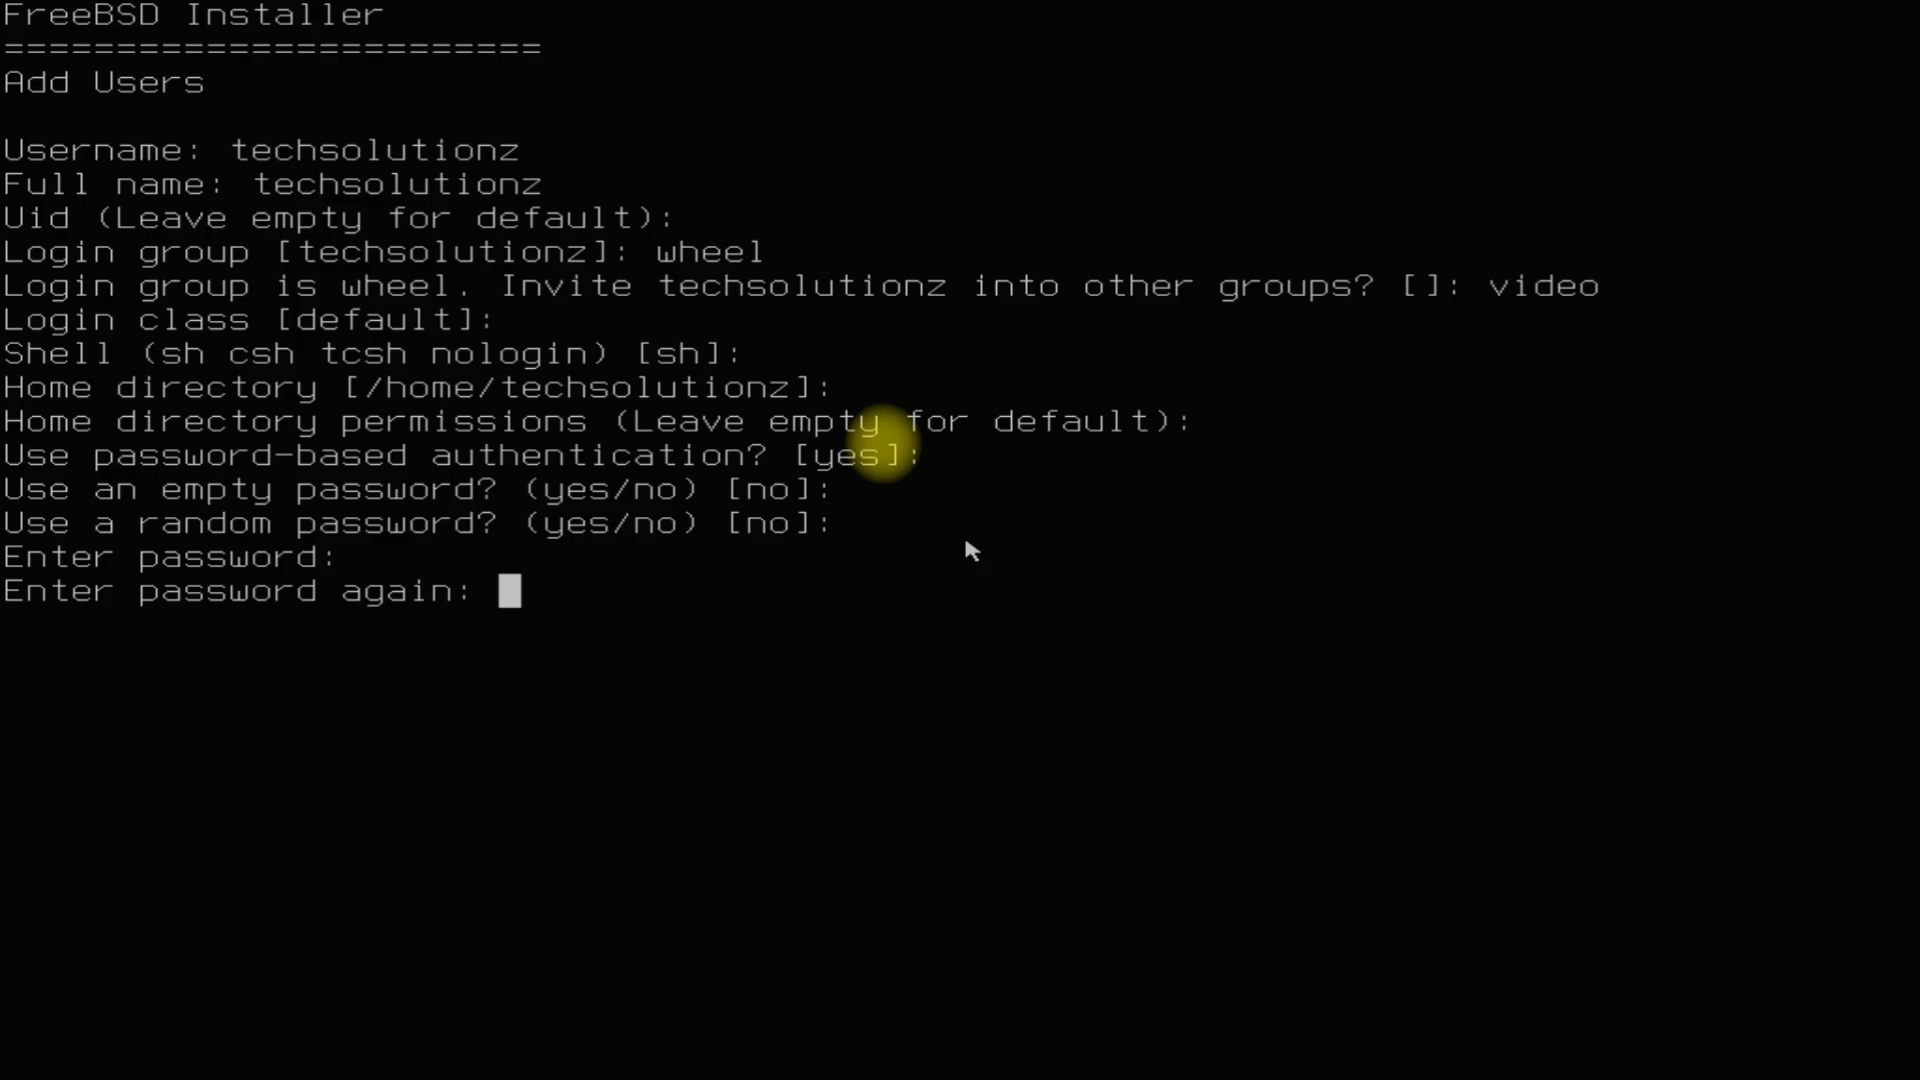 FreeBSD Installer
========================
Add Users
Username: techsolutionz
Full name: techsolutionz
Uid (Leave empty for default):
Login group [techsolutionz]: wheel
Login group is wheel. Invite techsolutionz into other groups? []: video
Login class [default]:
Shell (sh csh tcsh nologin) [sh]:
Home directory [/home/techsolutionz]:
Home directory permissions (Leave empty for default):
Use password-based authentication? [yes]:
Use an empty password? (yes/no) [no]:
Use a random password? (yes/no) [no]:
Enter password:
Enter password again: